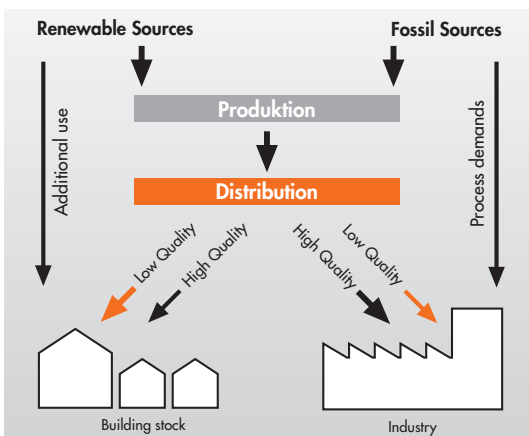 Renewable Sources
Fossil Sources
Produktion
Distribution
Additional use
Process demands
Low Quality
High Quality
High Quality
Low Quality
Building stock
Industry